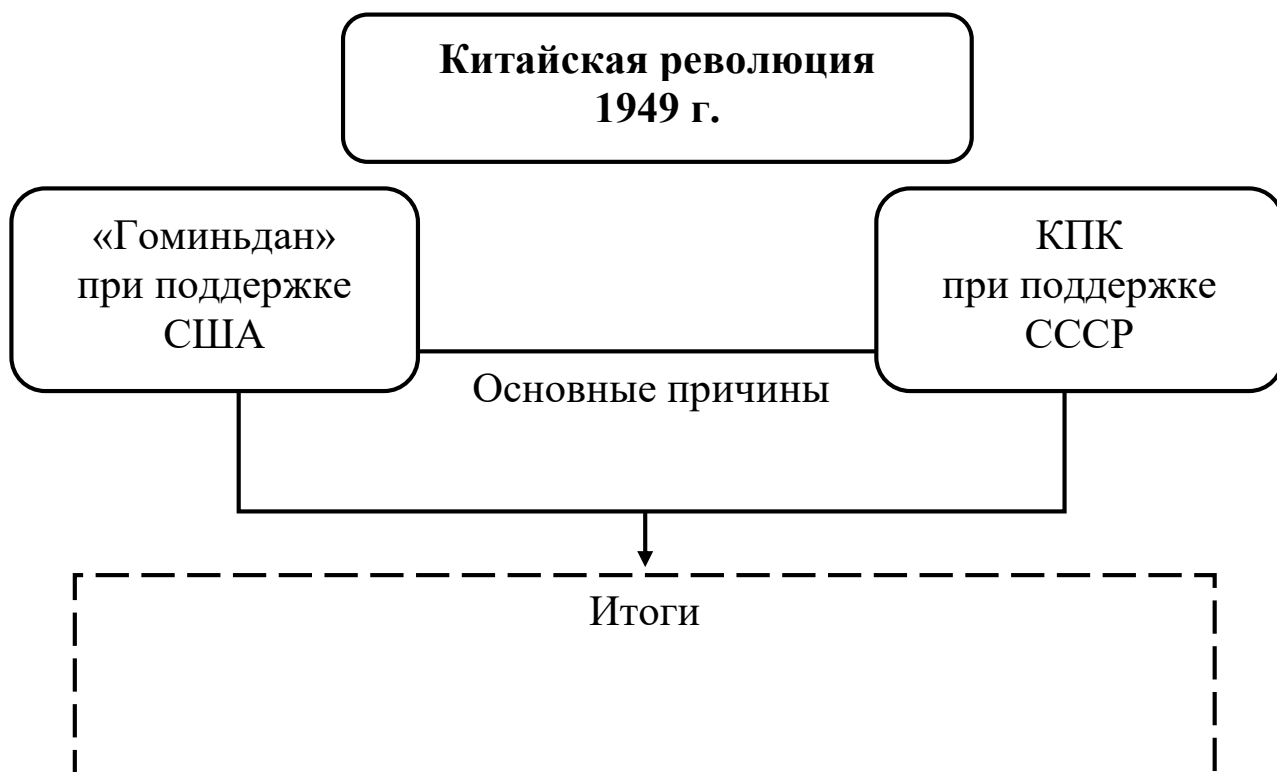 Китайская революция
1949 г.
«Гоминьдан»
при поддержке
США
КПК
при поддержке
СССР
Основные причины
Итоги